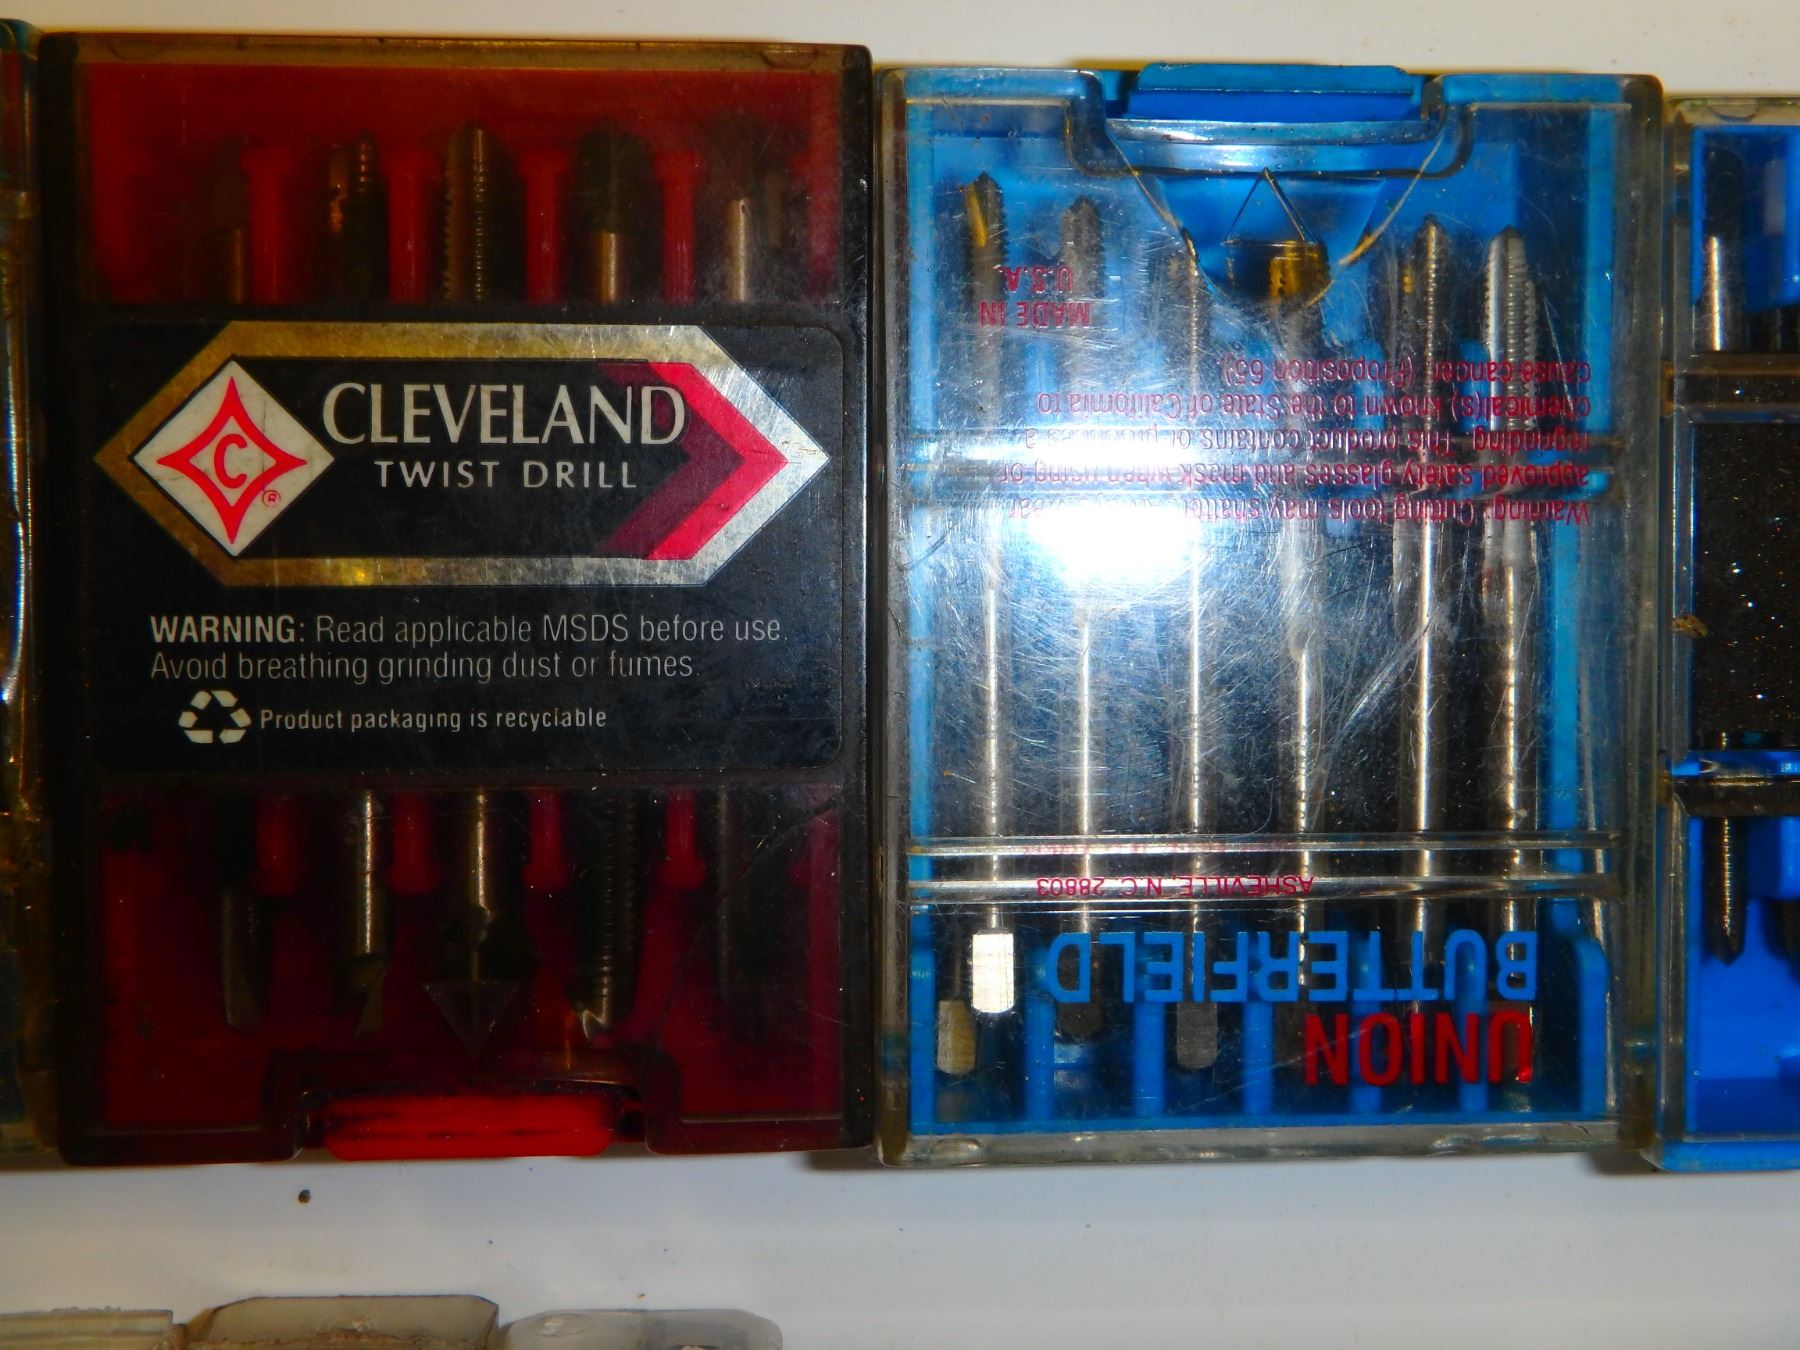 C
®
CLEVELAND
TWIST DRILL
WARNING: Read applicable MSDS before use.
Avoid breathing grinding dust or fumes.
Product packaging is recyclable
UNION
BUTTERFIELD
ASHEVILLE, N.C. 28803
Warning: Cutting tools may shatter
approved safety glasses and mask when using or
regrinding. This product contains or produces a
chemical(s) known to the State of California to
cause cancer. (Proposition 65).
MADE IN
U.S.A.